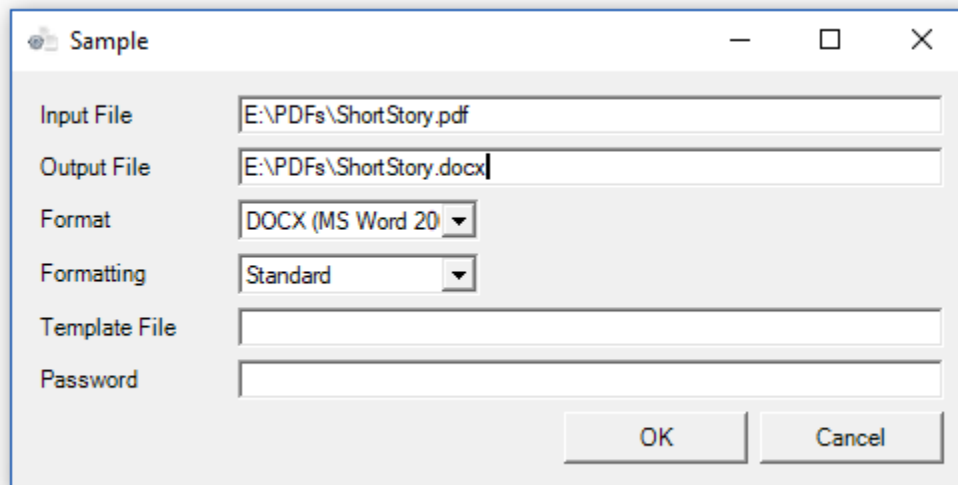 Sample
Input File E:\PDFs\ShortStory.pdf
Output File E:\PDFs\ShortStory.docx
Format DOCX (MS Word 20
Formatting Standard
Template File
Password
OK Cancel